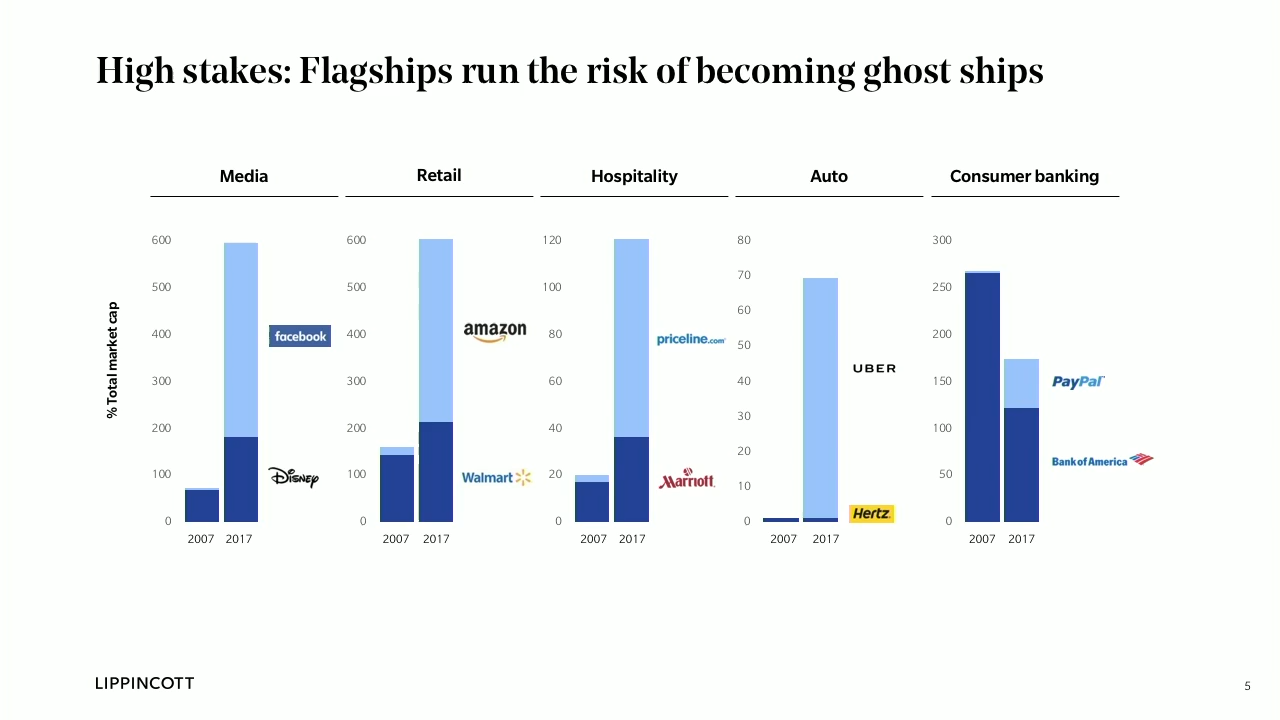 High stakes: Flagships run the risk of becoming ghost ships
Media
Retail
Hospitality
Auto
Consumer banking
% Total market cap
600
500
400
300
200
100
0
2007 2017
facebook
Disney
600
500
400
300
200
100
0
2007 2017
amazon
Walmart
120
100
80
60
40
20
0
2007 2017
priceline.com
Marriott
80
70
60
50
40
30
20
10
0
2007 2017
UBER
Hertz
300
250
200
150
100
50
0
2007 2017
PayPal
Bank of America
LIPPINCOTT
5